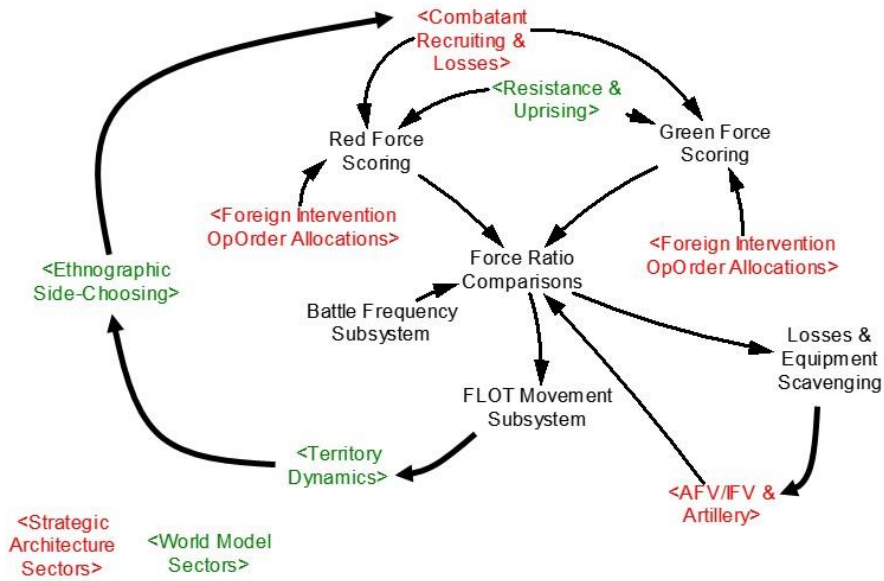 <Combatant
Recruiting &
Losses>
<Resistance &
Uprising>
Red Force
Scoring
Green Force
Scoring
<Foreign Intervention
OpOrder Allocations>
<Foreign Intervention
OpOrder Allocations>
<Ethnographic
Side-Choosing>
Force Ratio
Comparisons
Battle Frequency
Subsystem
Losses &
Equipment
Scavenging
FLOT Movement
Subsystem
<Territory
Dynamics>
<AFV/IFV &
Artillery>
<Strategic
Architecture
Sectors>
<World Model
Sectors>